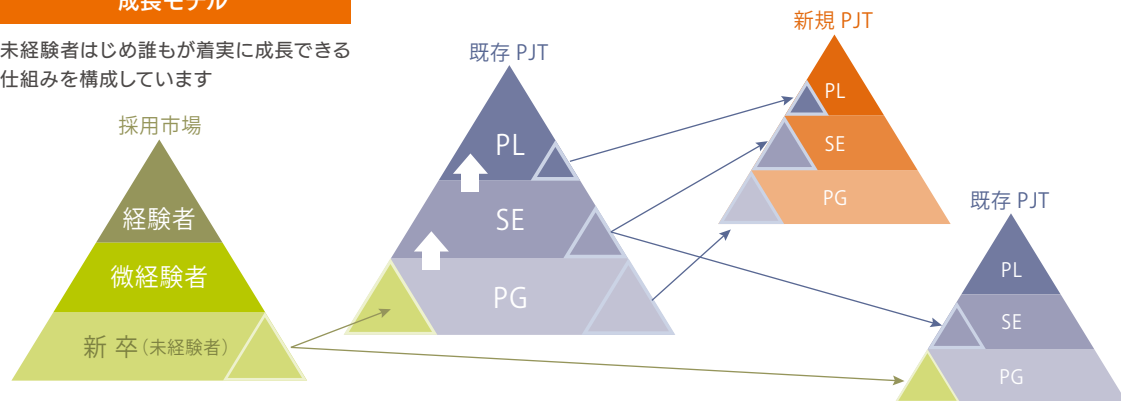 成長モデル
未経験者はじめ誰もが着実に成長できる
仕組みを構成しています
採用市場
経験者
微経験者
新 卒(未経験者)
既存 PJT
PL
SE
PG
新規 PJT
PL
SE
PG
既存 PJT
PL
SE
PG